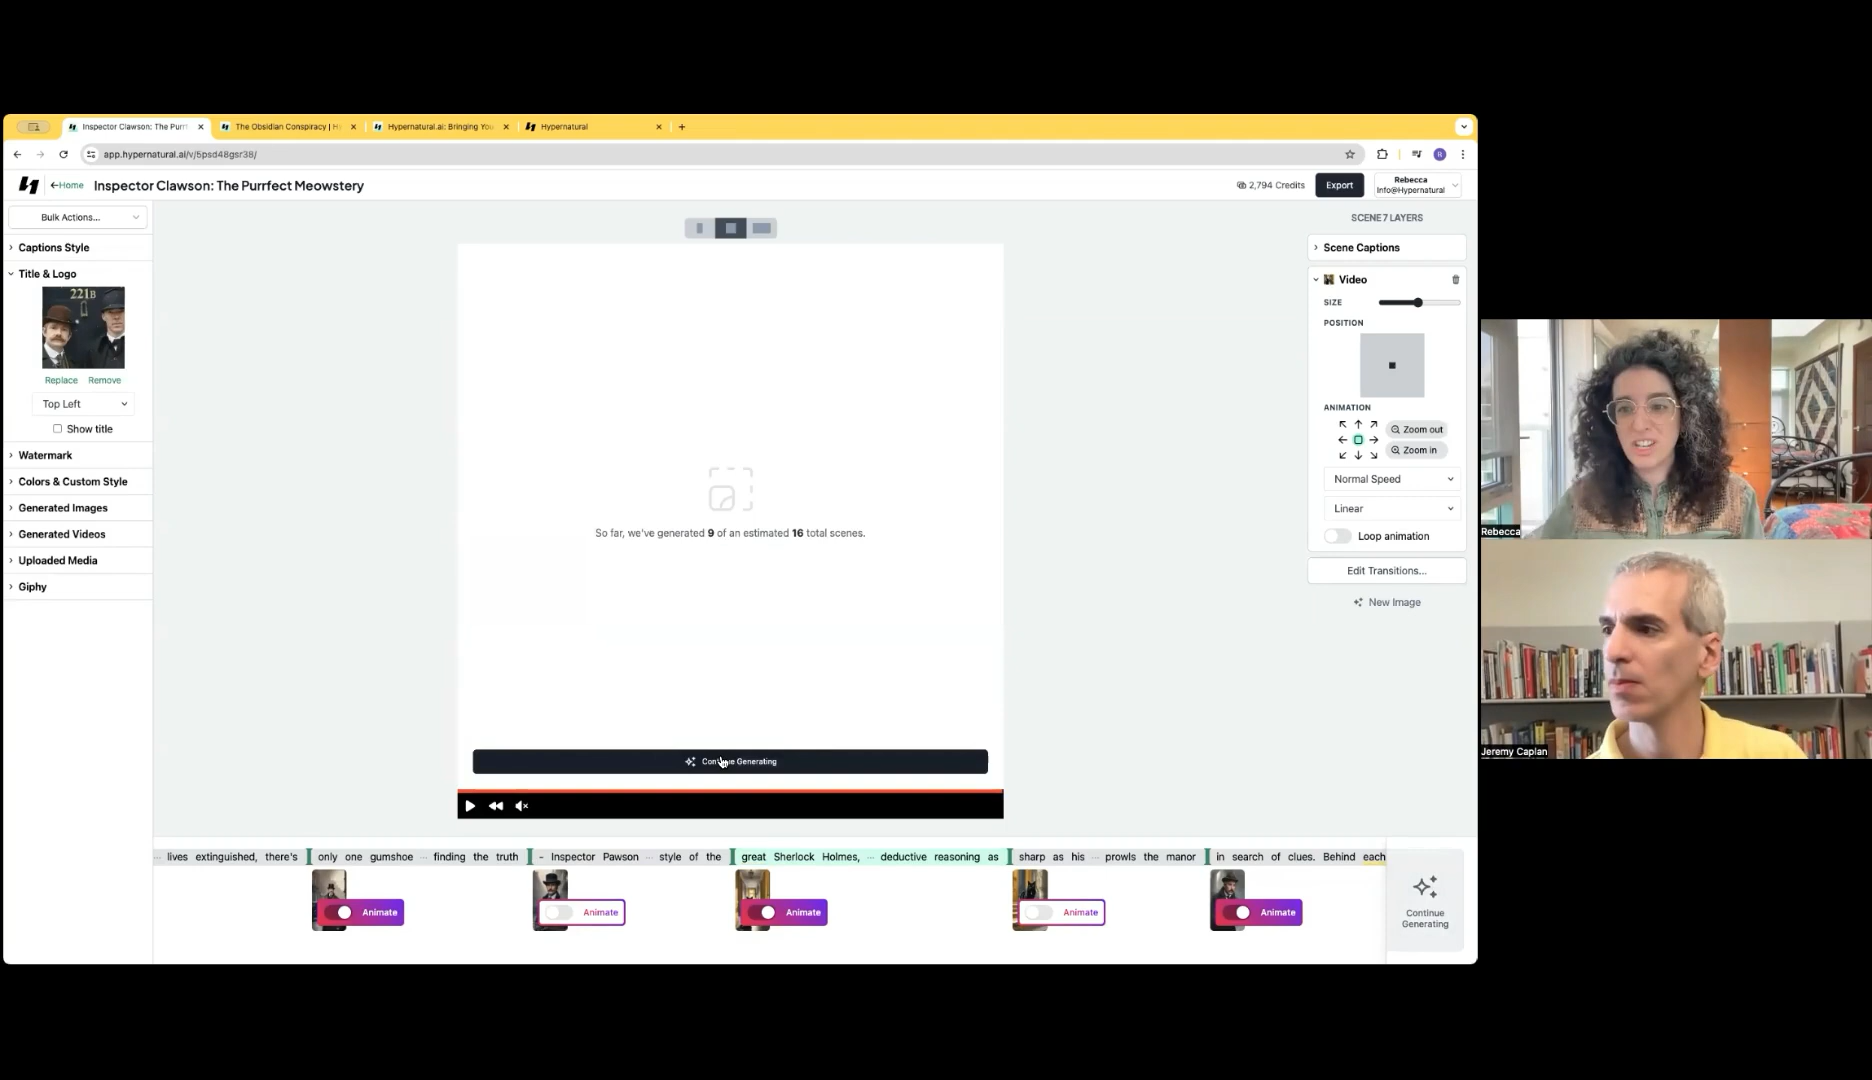 Inspector Clawson: The Purr
The Obsidian Conspiracy | H
Hypernatural.ai: Bringing You
Hypernatural
app.hypernatural.ai/v/5psd48gsr38/
Home
Inspector Clawson: The Purrfect Meowstery
2,794 Credits
Export
Rebecca
Info@Hypernatural
Bulk Actions...
Captions Style
Title & Logo
221B
Replace
Remove
Top Left
Show title
Watermark
Colors & Custom Style
Generated Images
Generated Videos
Uploaded Media
Giphy
So far, we've generated 9 of an estimated 16 total scenes.
Continue Generating
SCENE 7 LAYERS
Scene Captions
Video
SIZE
POSITION
ANIMATION
Zoom out
Zoom in
Normal Speed
Linear
Loop animation
Edit Transitions...
New Image
Rebecca
Jeremy Caplan
··· lives extinguished, there's only one gumshoe ··· finding the truth - Inspector Pawson ··· style of the great Sherlock Holmes, ··· deductive reasoning as sharp as his ··· prowls the manor in search of clues. Behind each
Animate
Animate
Animate
Animate
Animate
Continue
Generating